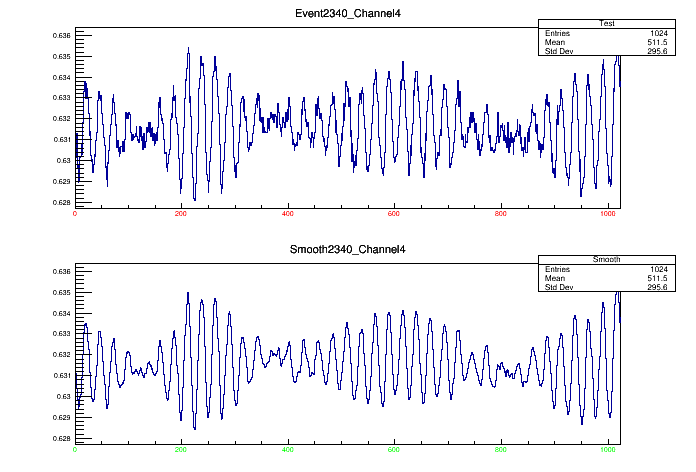 Event2340_Channel4
Test
Entries 1024
Mean 511.5
Std Dev 295.6
0.636
0.635
0.634
0.633
0.632
0.631
0.63
0.629
0.628
0 200 400 600 800 1000
Smooth2340_Channel4
Smooth
Entries 1024
Mean 511.5
Std Dev 295.6
0.636
0.635
0.634
0.633
0.632
0.631
0.63
0.629
0.628
0 200 400 600 800 1000